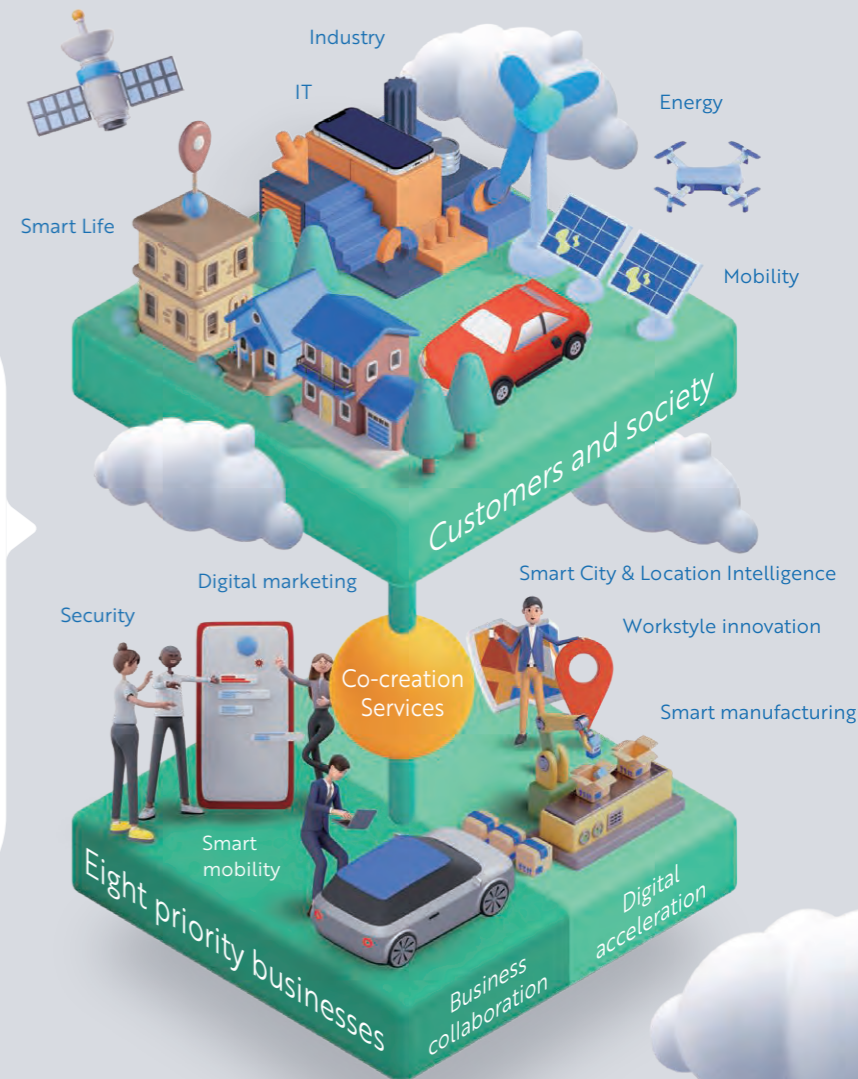 Industry
IT
Energy
Smart Life
Mobility
Customers and society
Digital marketing
Smart City & Location Intelligence
Security
Workstyle innovation
Co-creation
Services
Smart manufacturing
Smart
mobility
Eight priority businesses
Business
collaboration
Digital
acceleration